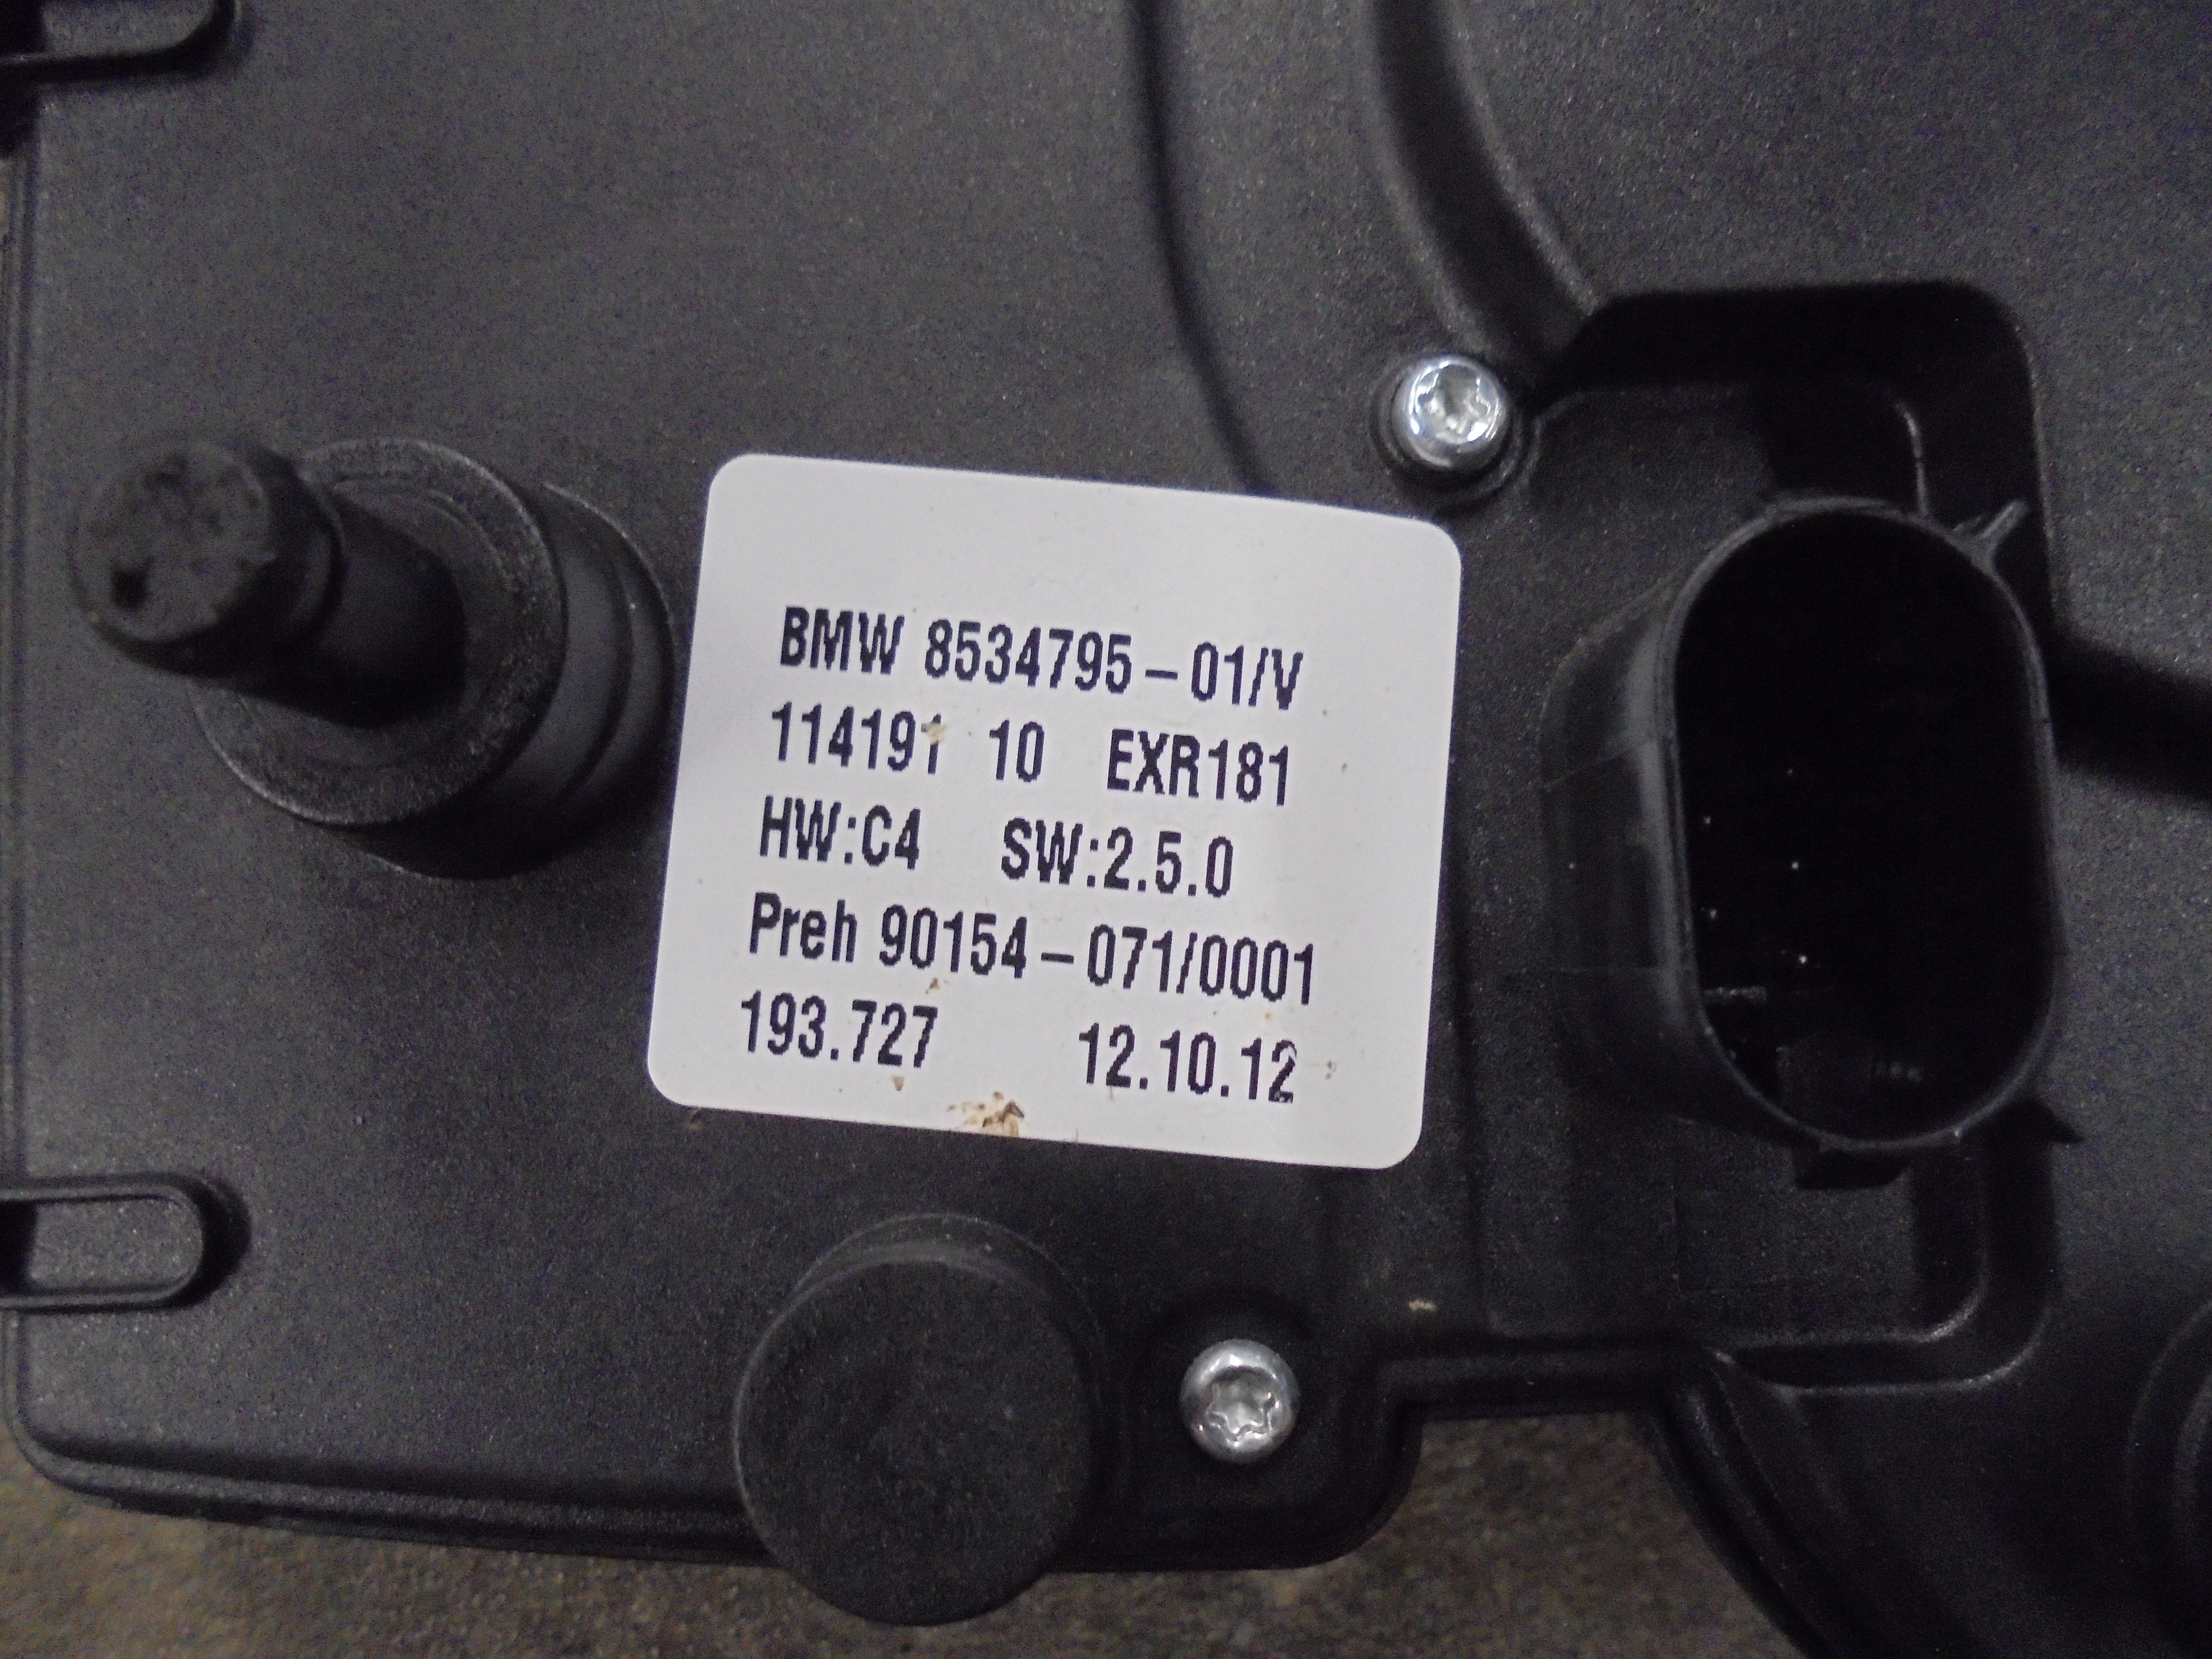 BMW 8534795-01/V
114191 10 EXR181
HW:C4 SW:2.5.0
Preh 90154-071/0001
193.727 12.10.12